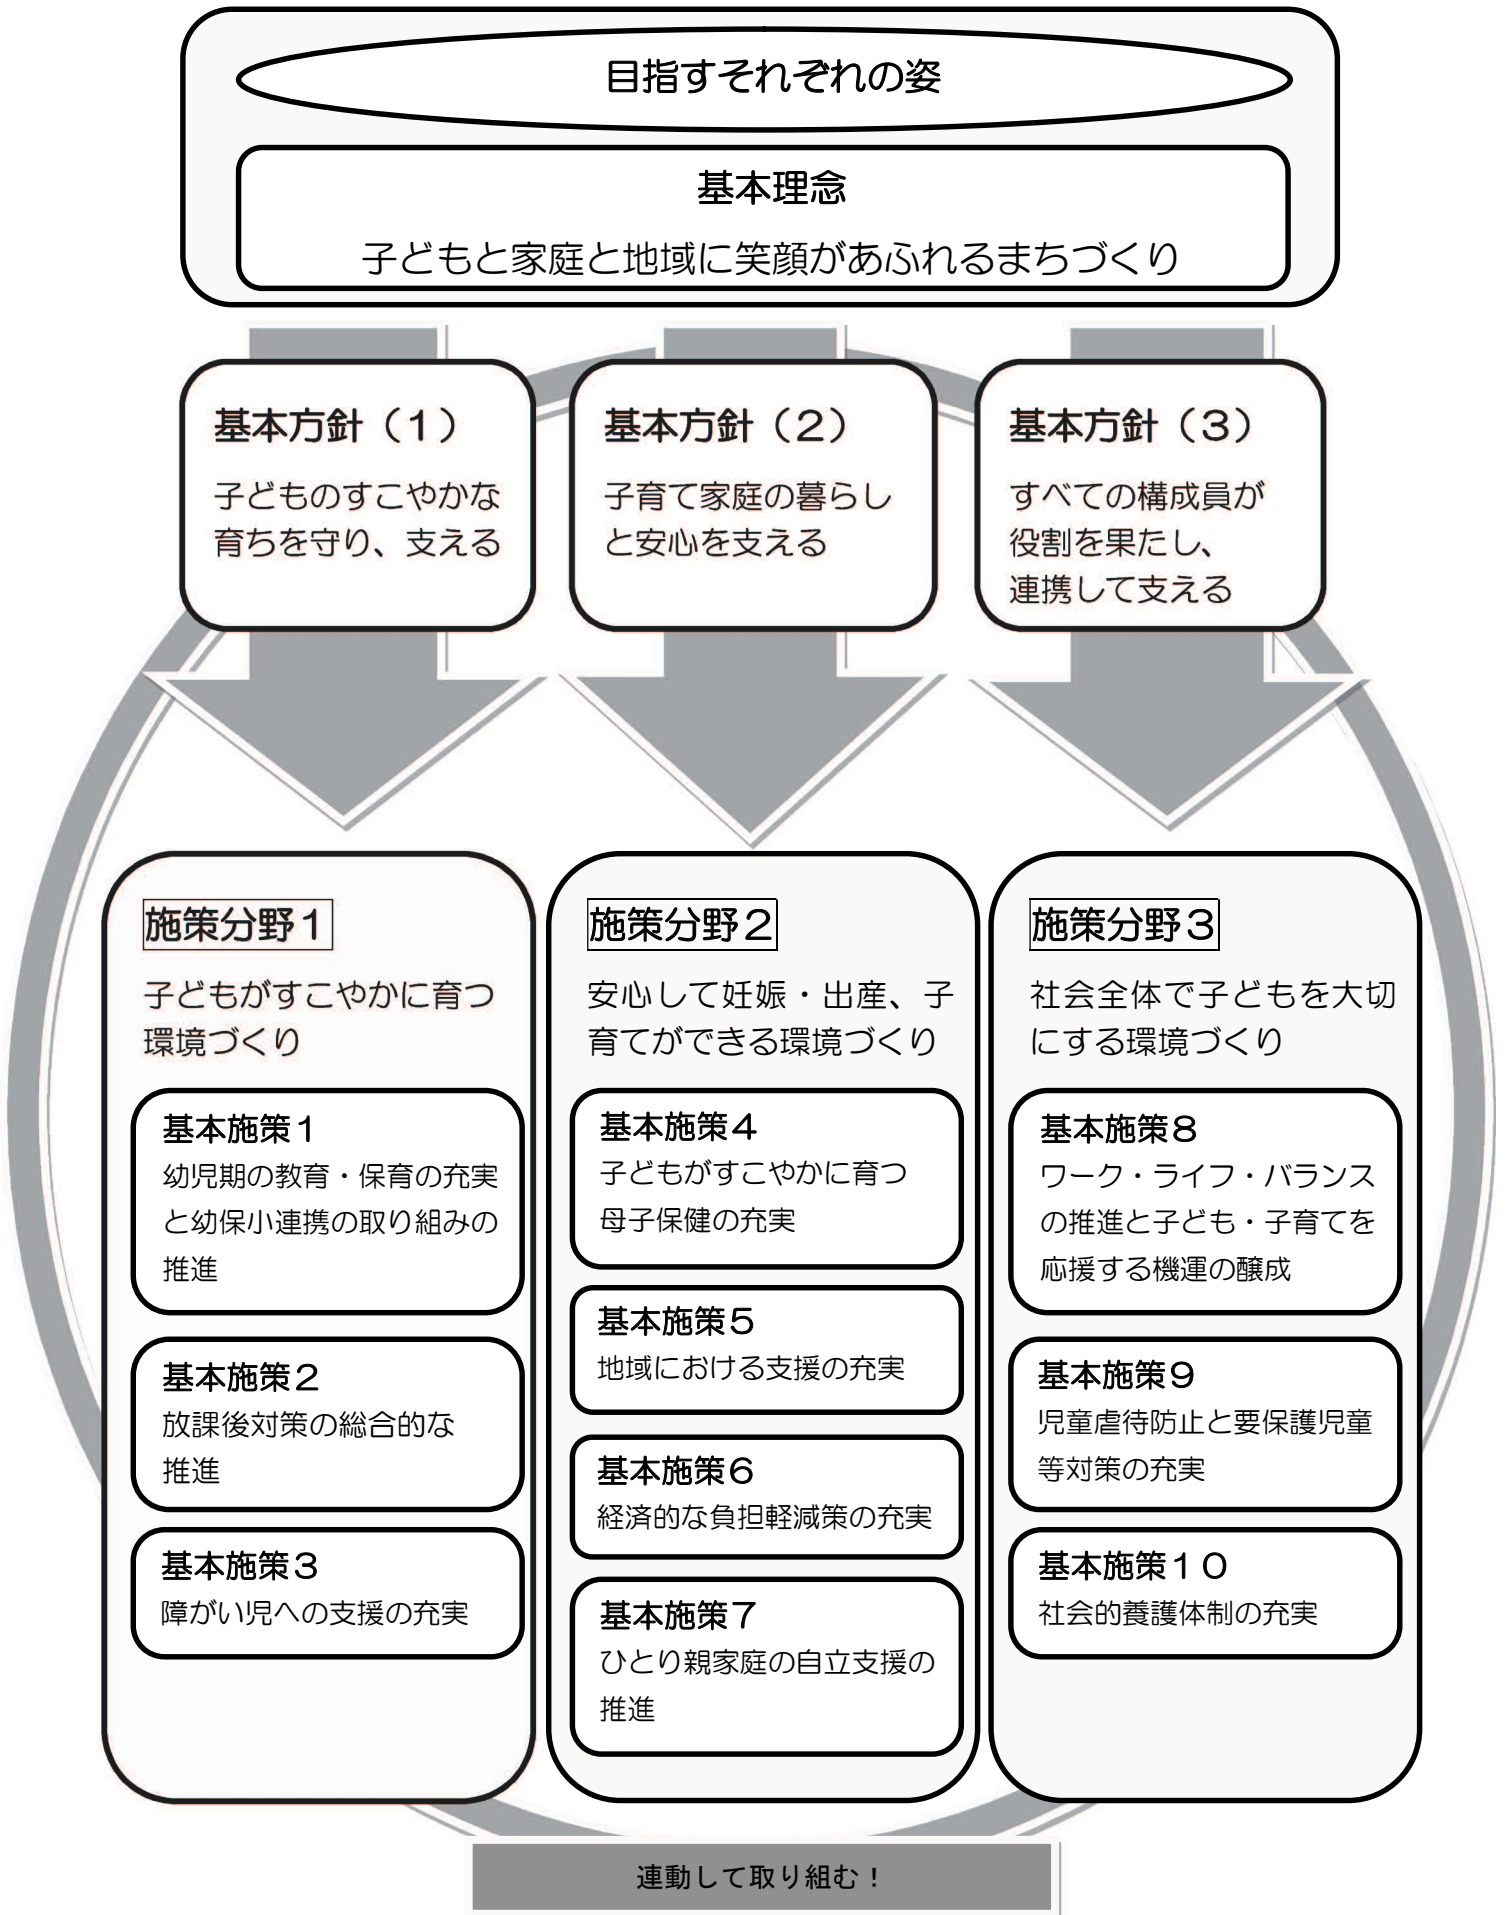 目指すそれぞれの姿
基本理念
子どもと家庭と地域に笑顔があふれるまちづくり
基本方針（１）
子どものすこやかな
育ちを守り、支える
基本方針（２）
子育て家庭の暮らし
と安心を支える
基本方針（３）
すべての構成員が
役割を果たし、
連携して支える
施策分野１
子どもがすこやかに育つ
環境づくり
基本施策１
幼児期の教育・保育の充実
と幼保小連携の取り組みの
推進
基本施策２
放課後対策の総合的な
推進
基本施策３
障がい児への支援の充実
施策分野２
安心して妊娠・出産、子
育てができる環境づくり
基本施策４
子どもがすこやかに育つ
母子保健の充実
基本施策５
地域における支援の充実
基本施策６
経済的な負担軽減策の充実
基本施策７
ひとり親家庭の自立支援の
推進
施策分野３
社会全体で子どもを大切
にする環境づくり
基本施策８
ワーク・ライフ・バランス
の推進と子ども・子育てを
応援する機運の醸成
基本施策９
児童虐待防止と要保護児童
等対策の充実
基本施策１０
社会的養護体制の充実
連動して取り組む！